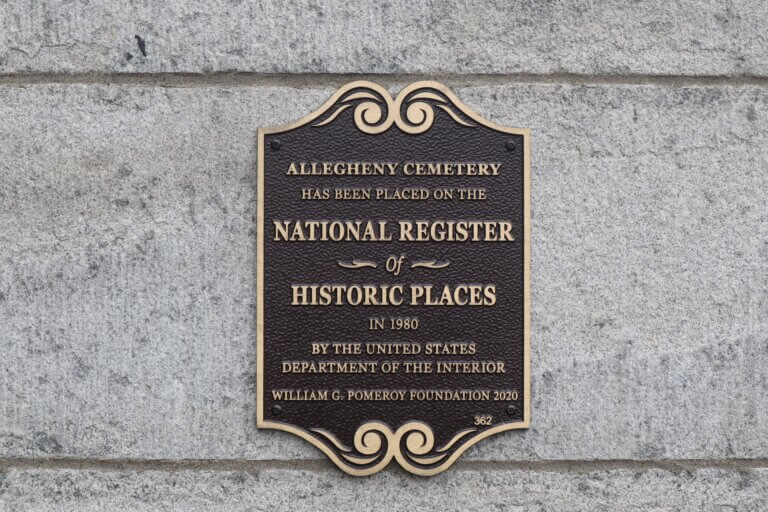 ALLEGHENY CEMETERY
HAS BEEN PLACED ON THE
NATIONAL REGISTER
Of
HISTORIC PLACES
IN 1980
BY THE UNITED STATES
DEPARTMENT OF THE INTERIOR
WILLIAM G. POMEROY FOUNDATION 2020
362